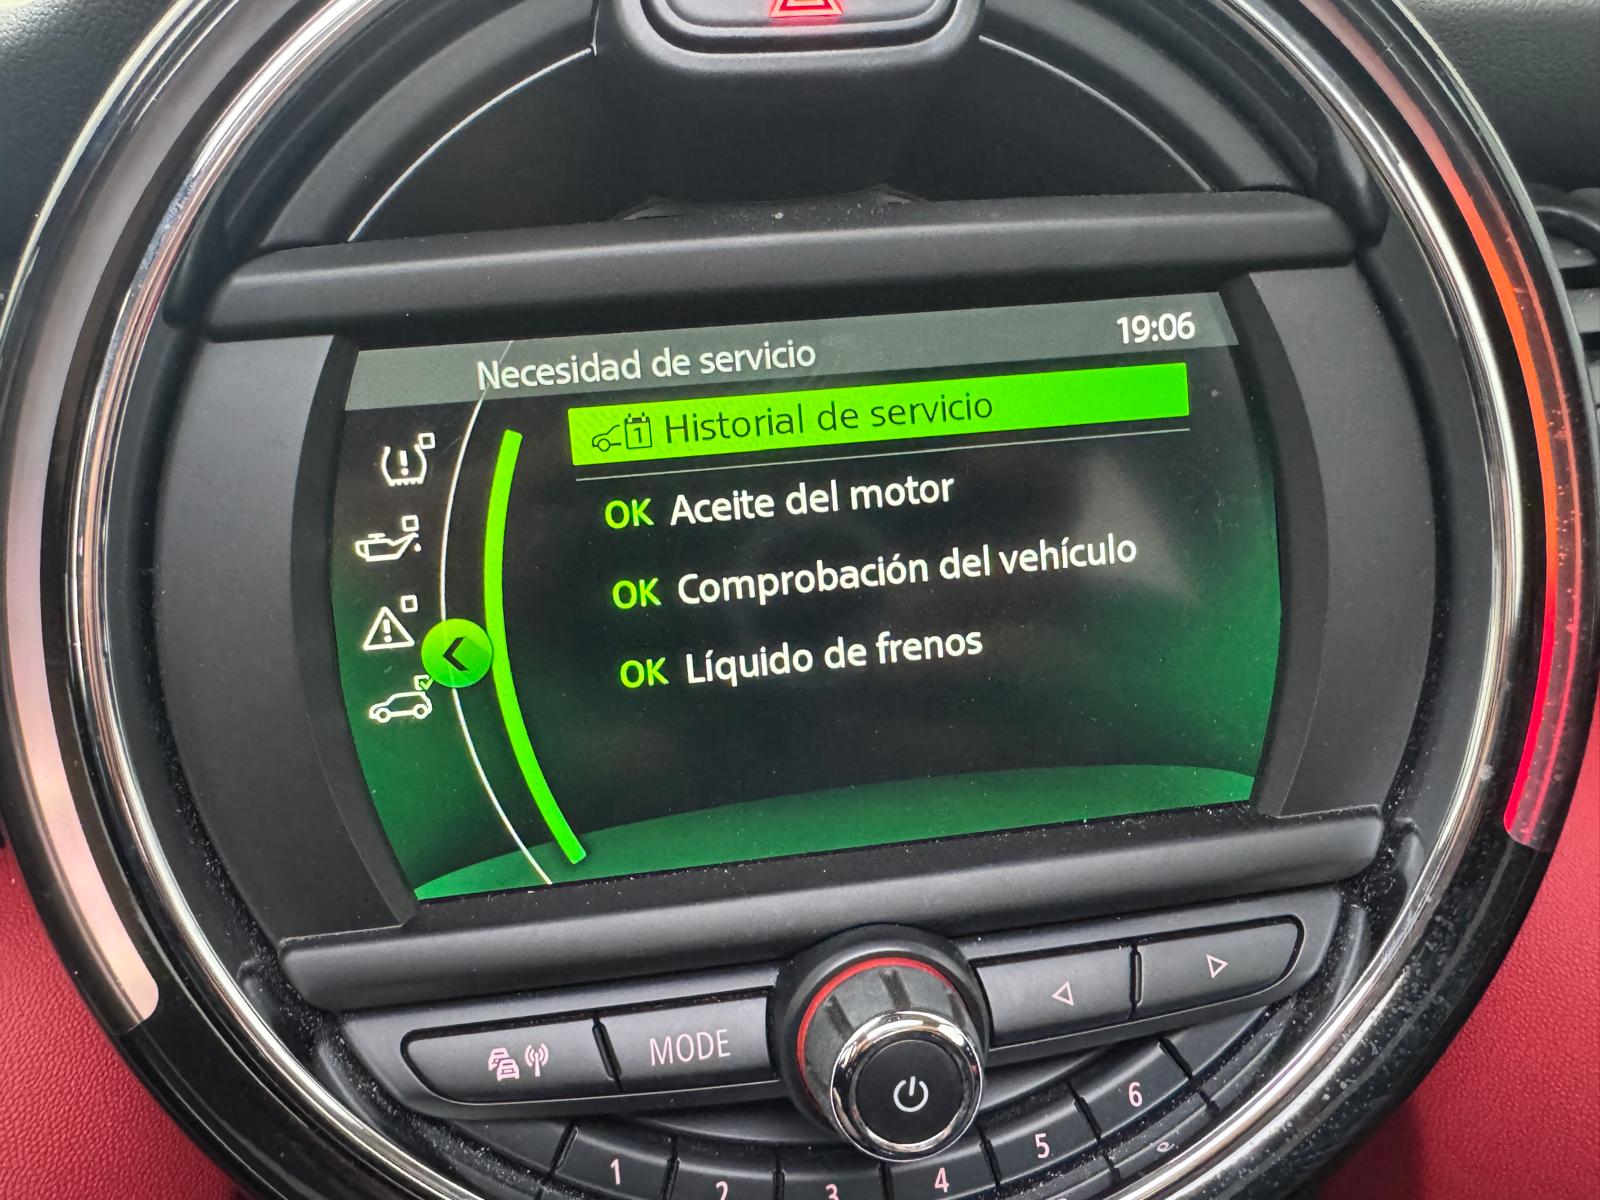 Necesidad de servicio
19:06
1 Historial de servicio
OK Aceite del motor
OK Comprobación del vehículo
OK Líquido de frenos
MODE
1
2
3
4
5
6